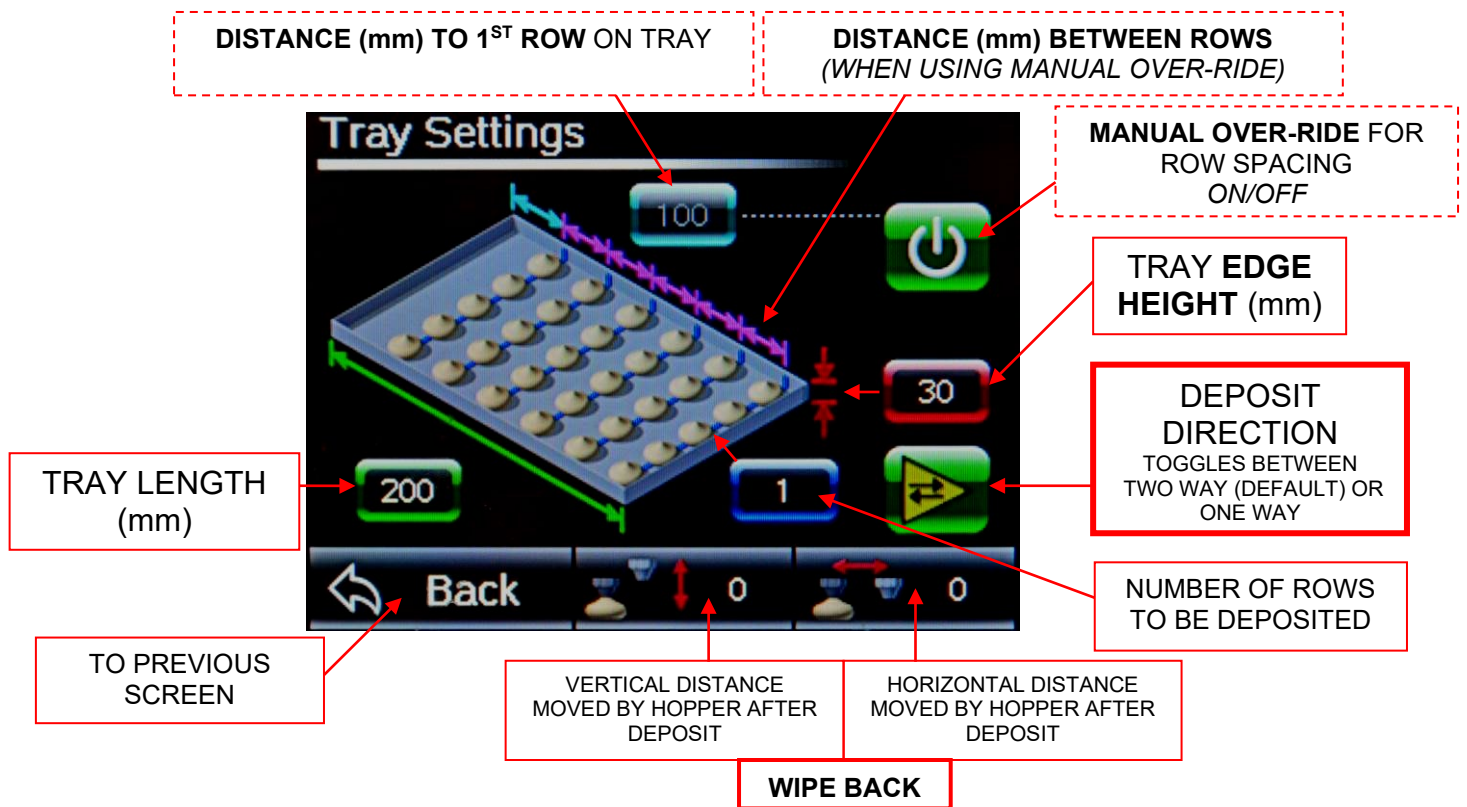 DISTANCE (mm) TO 1ST ROW ON TRAY
DISTANCE (mm) BETWEEN ROWS
(WHEN USING MANUAL OVER-RIDE)
MANUAL OVER-RIDE FOR
ROW SPACING
ON/OFF
Tray Settings
100
TRAY EDGE
HEIGHT (mm)
30
DEPOSIT
DIRECTION
TOGGLES BETWEEN
TWO WAY (DEFAULT) OR
ONE WAY
TRAY LENGTH
(mm)
200
1
Back
0
0
NUMBER OF ROWS
TO BE DEPOSITED
TO PREVIOUS
SCREEN
VERTICAL DISTANCE
MOVED BY HOPPER AFTER
DEPOSIT
HORIZONTAL DISTANCE
MOVED BY HOPPER AFTER
DEPOSIT
WIPE BACK